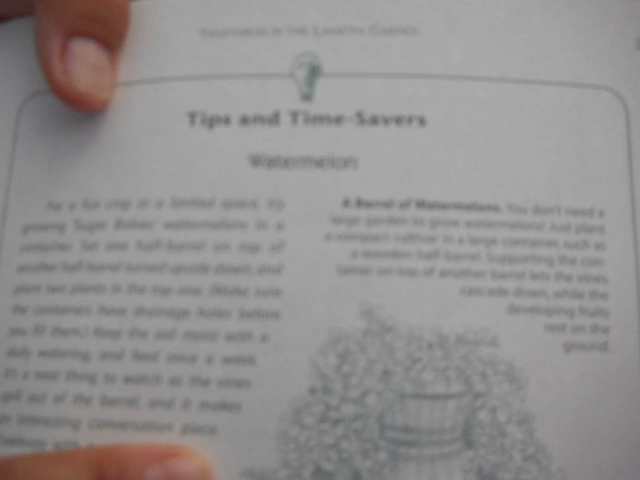 Vegetables in the Landon Garden
Tips and Time-Savers
Watermelon
For a fun crop in a limited space, try
growing 'Sugar Babies' watermelons in a
container. Set one half-barrel on top of
another half-barrel turned upside down, and
plant two plants in the top one. (Make sure
the containers have drainage holes before
you fill them.) Keep the soil moist with a
daily watering, and feed once a week.
It's a neat thing to watch as the vines
spill out of the barrel, and it makes
an interesting conversation piece.
with
A Barrel of Watermelons. You don't need a
large garden to grow watermelons! Just plant
a compact cultivar in a large container, such as
a wooden half-barrel. Supporting the con-
tainer on top of another barrel lets the vines
cascade down, while the
developing fruits
rest on the
ground.